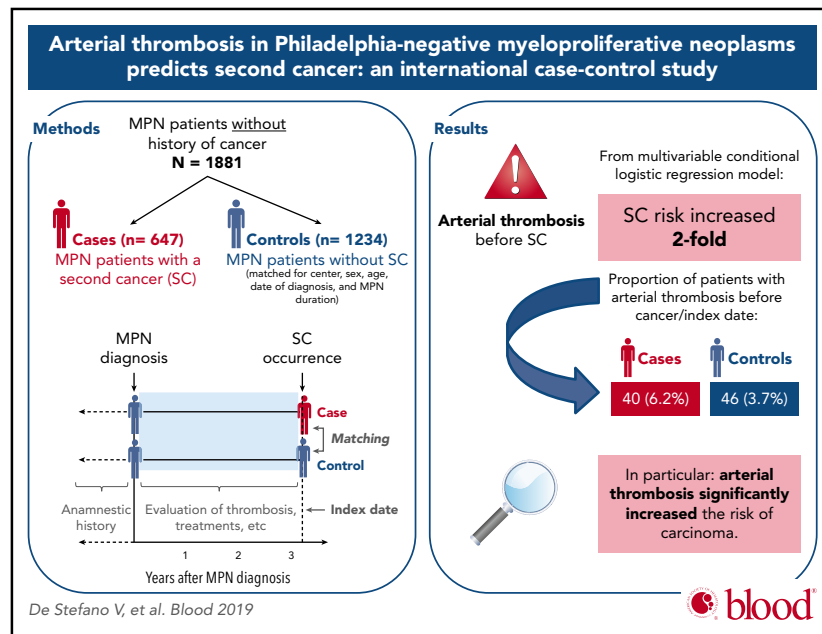 Arterial thrombosis in Philadelphia-negative myeloproliferative neoplasms
predicts second cancer: an international case-control study
Methods
MPN patients without
history of cancer
N = 1881
Cases (n= 647)
MPN patients with a
second cancer (SC)
Controls (n= 1234)
MPN patients without SC
(matched for center, sex, age,
date of diagnosis, and MPN
duration)
MPN
diagnosis
SC
occurrence
Case
Matching
Control
Anamnestic
history
Evaluation of thrombosis,
treatments, etc
Index date
1 2 3
Years after MPN diagnosis
Results
Arterial thrombosis
before SC
From multivariable conditional
logistic regression model:
SC risk increased
2-fold
Proportion of patients with
arterial thrombosis before
cancer/index date:
Cases
Controls
40 (6.2%)
46 (3.7%)
In particular: arterial
thrombosis significantly
increased the risk of
carcinoma.
De Stefano V, et al. Blood 2019
blood®